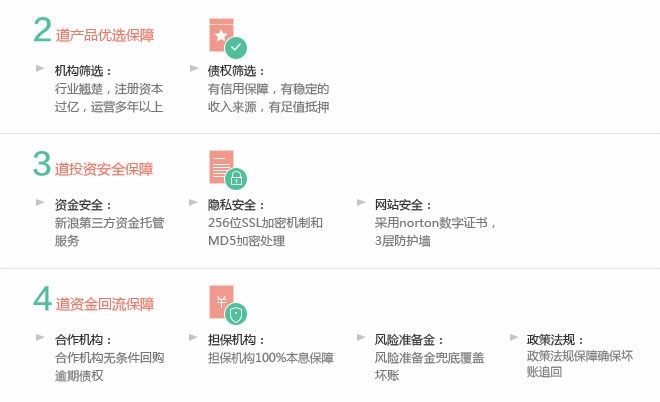 2 道产品优选保障
机构筛选：
行业翘楚，注册资本
过亿，运营多年以上
债权筛选：
有信用保障，有稳定的
收入来源，有足值抵押
3 道投资安全保障
资金安全：
新浪第三方资金托管
服务
隐私安全：
256位SSL加密机制和
MD5加密处理
网站安全：
采用norton数字证书，
3层防护墙
4 道资金回流保障
¥
合作机构：
合作机构无条件回购
逾期债权
担保机构：
担保机构100%本息保障
风险准备金：
风险准备金兜底覆盖
坏账
政策法规：
政策法规保障确保坏
账追回